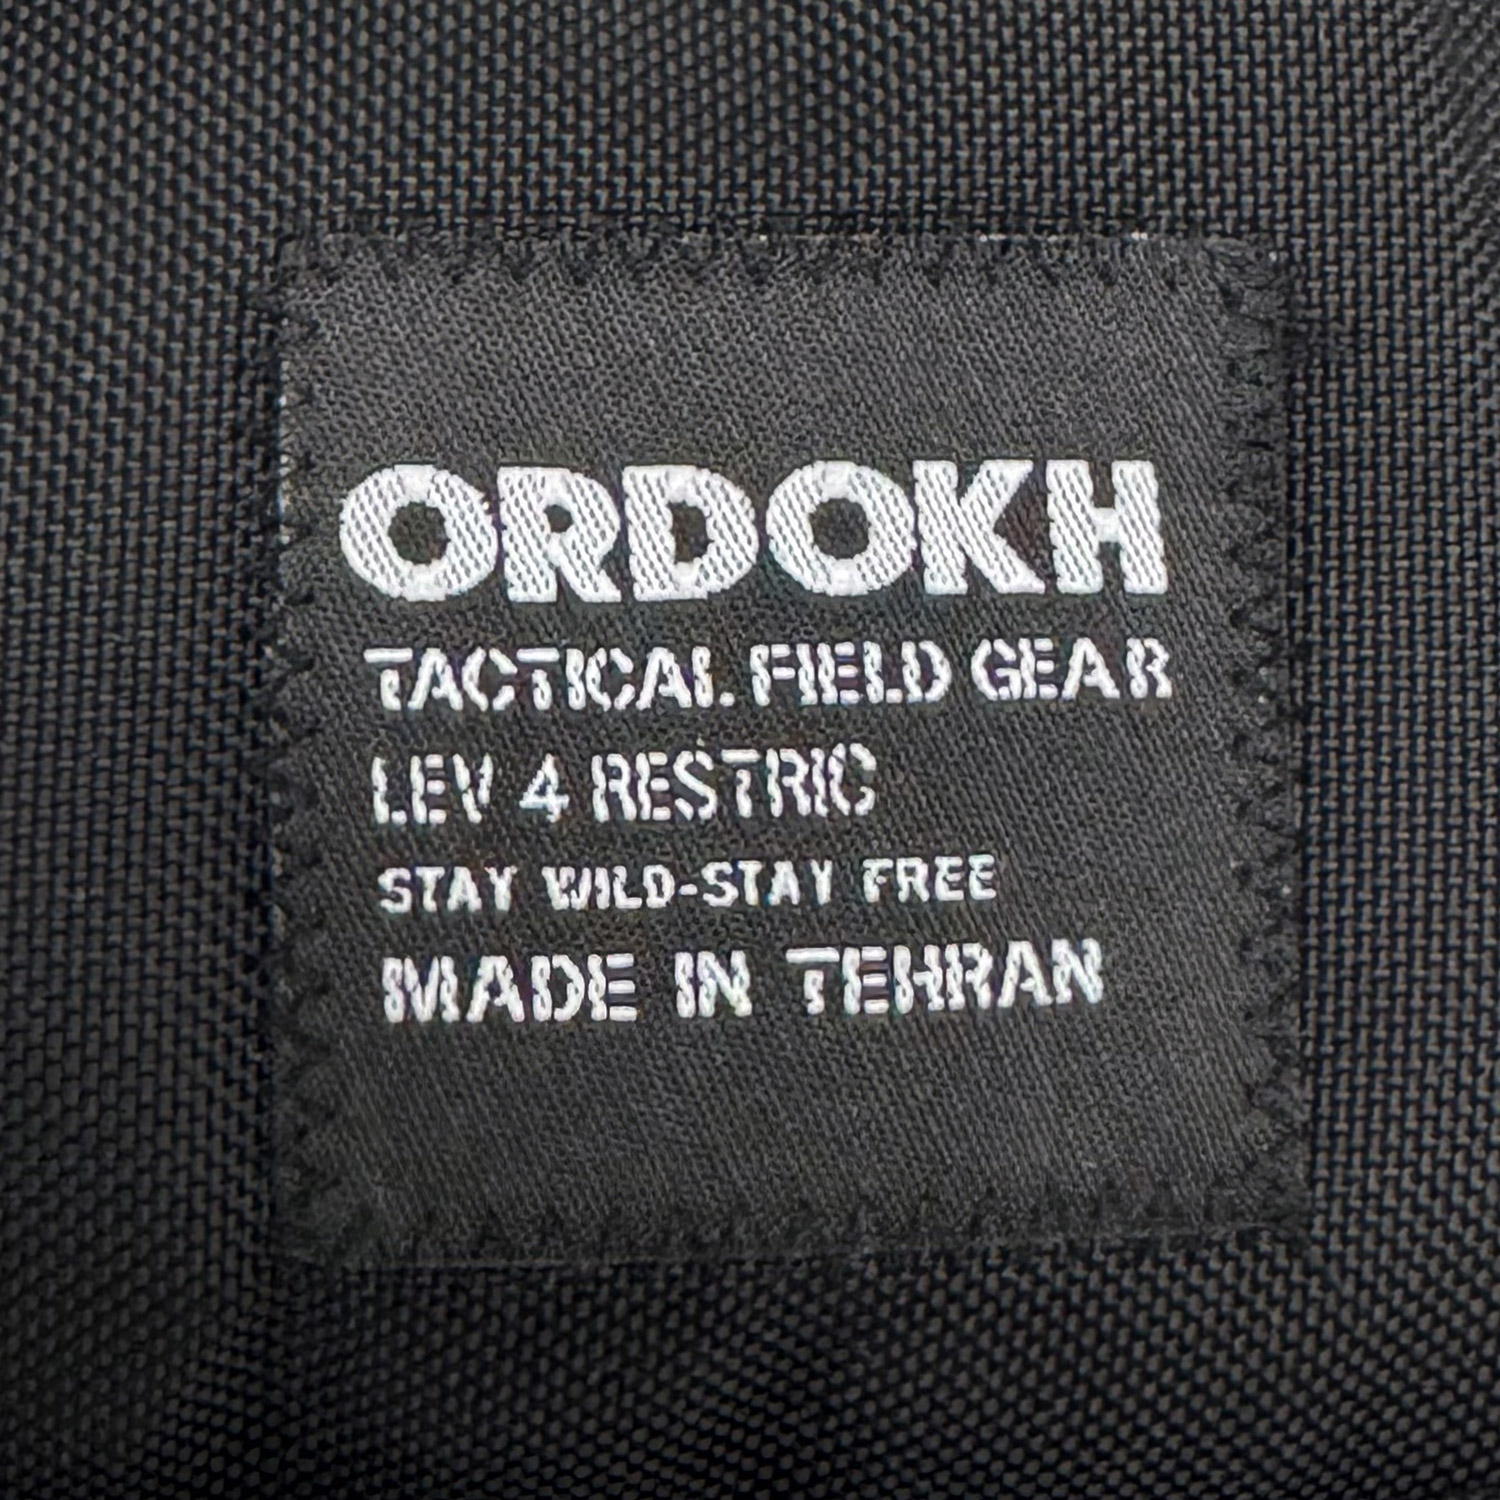 ORDOKH
TACTICAL FIELD GEAR
LEV 4 RESTRIC
STAY WILD-STAY FREE
MADE IN TEHRAN